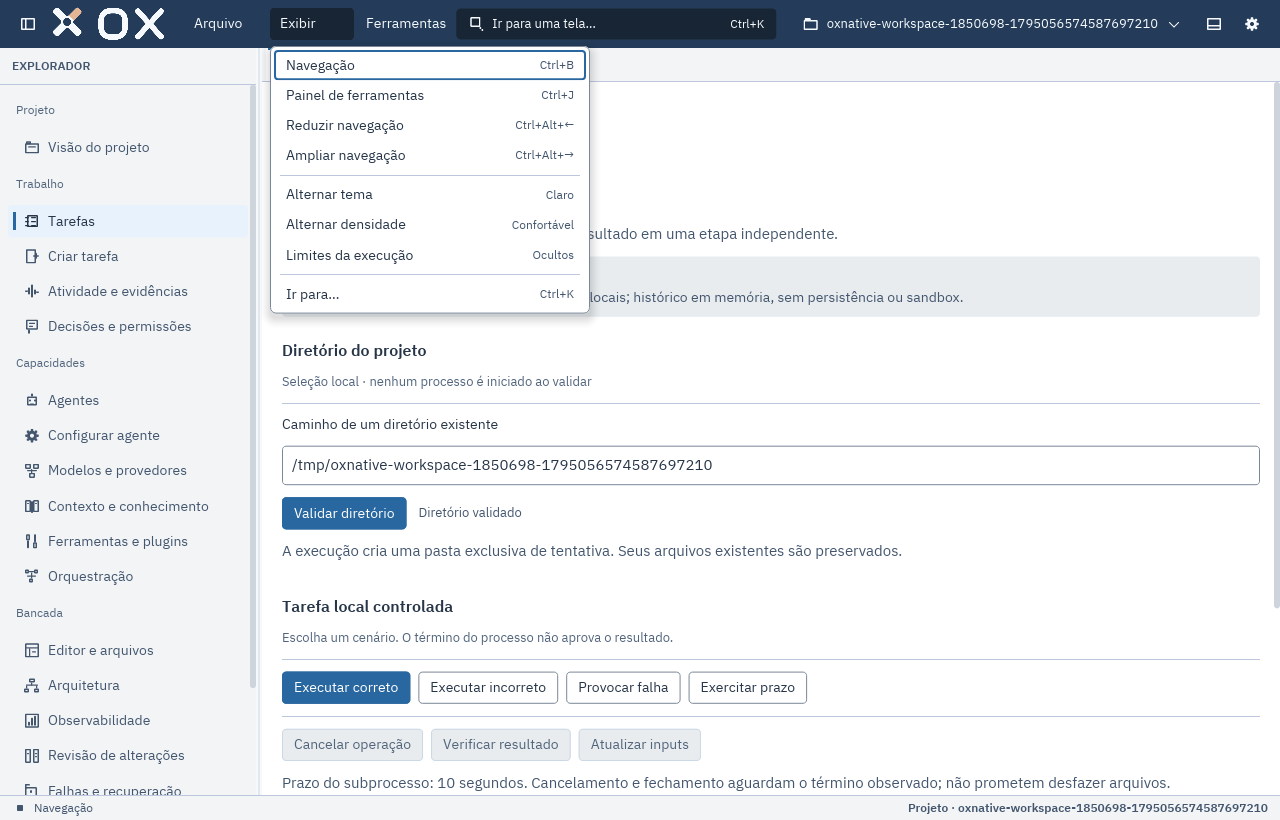 OX Arquivo Exibir Ferramentas Ir para uma tela... Ctrl+K oxnative-workspace-1850698-1795056574587697210
EXPLORADOR
Projeto
Visão do projeto
Trabalho
Tarefas
Criar tarefa
Atividade e evidências
Decisões e permissões
Capacidades
Agentes
Configurar agente
Modelos e provedores
Contexto e conhecimento
Ferramentas e plugins
Orquestração
Bancada
Editor e arquivos
Arquitetura
Observabilidade
Revisão de alterações
Falhas e recuperação
Navegação Ctrl+B
Painel de ferramentas Ctrl+J
Reduzir navegação Ctrl+Alt+←
Ampliar navegação Ctrl+Alt+→
Alternar tema Claro
Alternar densidade Confortável
Limites da execução Ocultos
Ir para... Ctrl+K
em uma etapa independente.
locais; histórico em memória, sem persistência ou sandbox.
Diretório do projeto
Seleção local · nenhum processo é iniciado ao validar
Caminho de um diretório existente
/tmp/oxnative-workspace-1850698-1795056574587697210
Validar diretório Diretório validado
A execução cria uma pasta exclusiva de tentativa. Seus arquivos existentes são preservados.
Tarefa local controlada
Escolha um cenário. O término do processo não aprova o resultado.
Executar correto Executar incorreto Provocar falha Exercitar prazo
Cancelar operação Verificar resultado Atualizar inputs
Prazo do subprocesso: 10 segundos. Cancelamento e fechamento aguardam o término observado; não prometem desfazer arquivos.
Navegação Projeto · oxnative-workspace-1850698-1795056574587697210